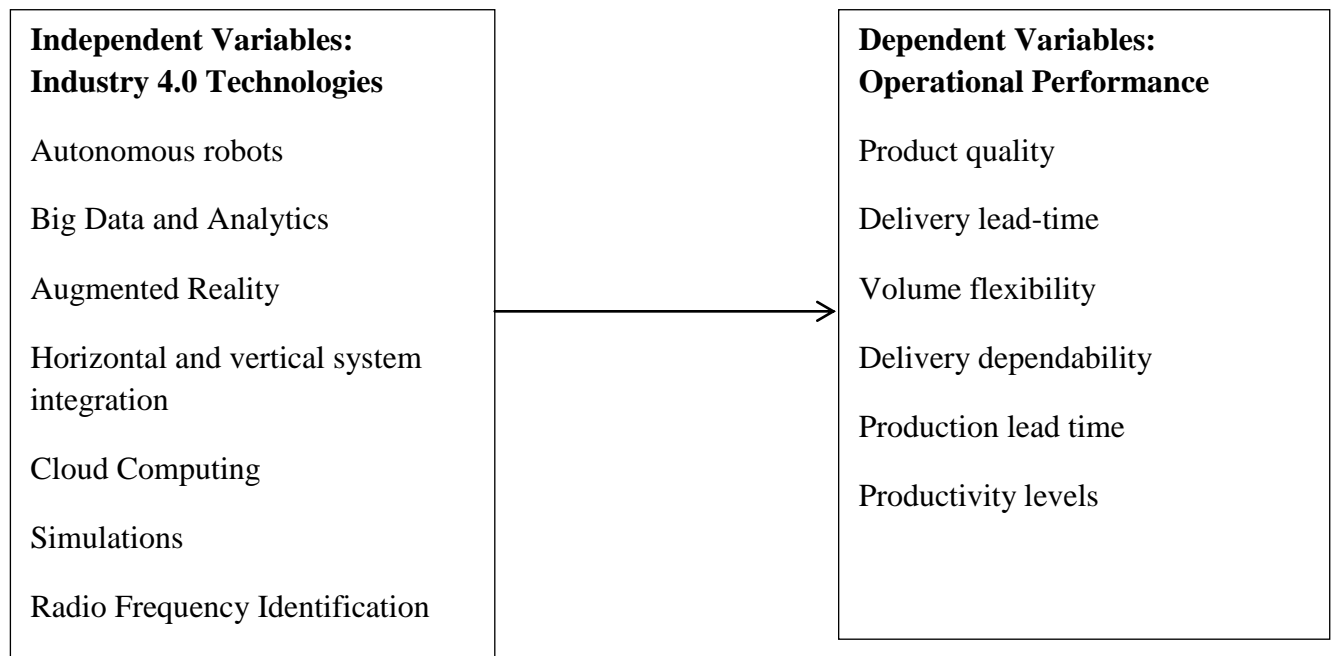 Independent Variables:
Industry 4.0 Technologies
Autonomous robots
Big Data and Analytics
Augmented Reality
Horizontal and vertical system
integration
Cloud Computing
Simulations
Radio Frequency Identification
Dependent Variables:
Operational Performance
Product quality
Delivery lead-time
Volume flexibility
Delivery dependability
Production lead time
Productivity levels